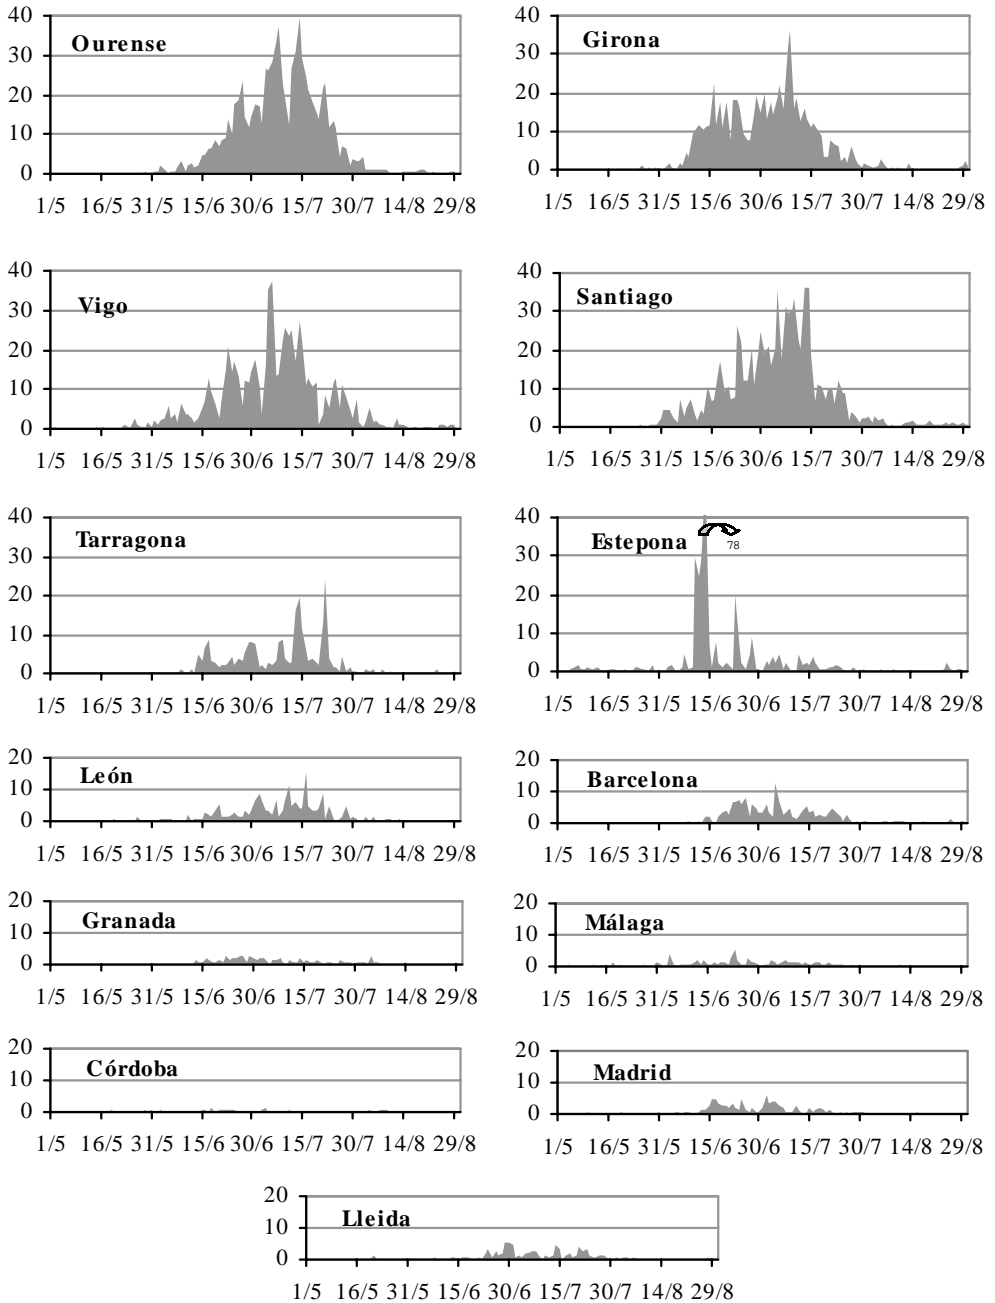 40 40
Ourense Girona
30 30
20 20
10 10
0 0
1/5 16/5 31/5 15/6 30/6 15/7 30/7 14/8 29/8 1/5 16/5 31/5 15/6 30/6 15/7 30/7 14/8 29/8
40 40
Vigo Santiago
30 30
20 20
10 10
0 0
1/5 16/5 31/5 15/6 30/6 15/7 30/7 14/8 29/8 1/5 16/5 31/5 15/6 30/6 15/7 30/7 14/8 29/8
40 40
Tarragona Estepona 78
30 30
20 20
10 10
0 0
1/5 16/5 31/5 15/6 30/6 15/7 30/7 14/8 29/8 1/5 16/5 31/5 15/6 30/6 15/7 30/7 14/8 29/8
20 20
León Barcelona
10 10
0 0
1/5 16/5 31/5 15/6 30/6 15/7 30/7 14/8 29/8 1/5 16/5 31/5 15/6 30/6 15/7 30/7 14/8 29/8
20 20
Granada Málaga
10 10
0 0
1/5 16/5 31/5 15/6 30/6 15/7 30/7 14/8 29/8 1/5 16/5 31/5 15/6 30/6 15/7 30/7 14/8 29/8
20 20
Córdoba Madrid
10 10
0 0
1/5 16/5 31/5 15/6 30/6 15/7 30/7 14/8 29/8 1/5 16/5 31/5 15/6 30/6 15/7 30/7 14/8 29/8
20
Lleida
10
0
1/5 16/5 31/5 15/6 30/6 15/7 30/7 14/8 29/8